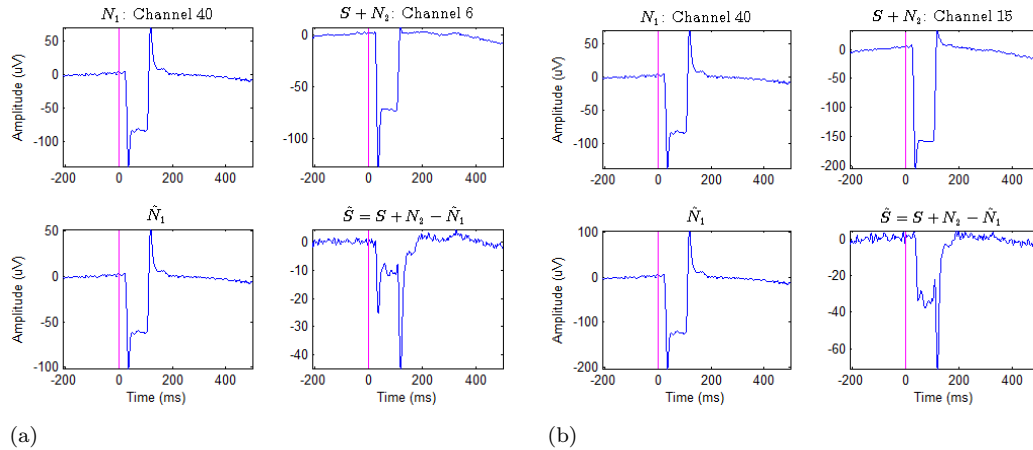 N₁: Channel 40
S + N₂: Channel 6
Amplitude (uV)
50
0
-50
-100
-200 0 200 400
0
-50
-100
-200 0 200 400
Ñ₁
Ŝ = S + N₂ − Ñ₁
Amplitude (uV)
50
0
-50
-100
-200 0 200 400
Time (ms)
0
-10
-20
-30
-40
-200 0 200 400
Time (ms)
(a)
N₁: Channel 40
S + N₂: Channel 15
Amplitude (uV)
50
0
-50
-100
-200 0 200 400
0
-50
-100
-150
-200
-200 0 200 400
Ñ₁
Ŝ = S + N₂ − Ñ₁
Amplitude (uV)
100
0
-100
-200
-200 0 200 400
Time (ms)
0
-20
-40
-60
-200 0 200 400
Time (ms)
(b)